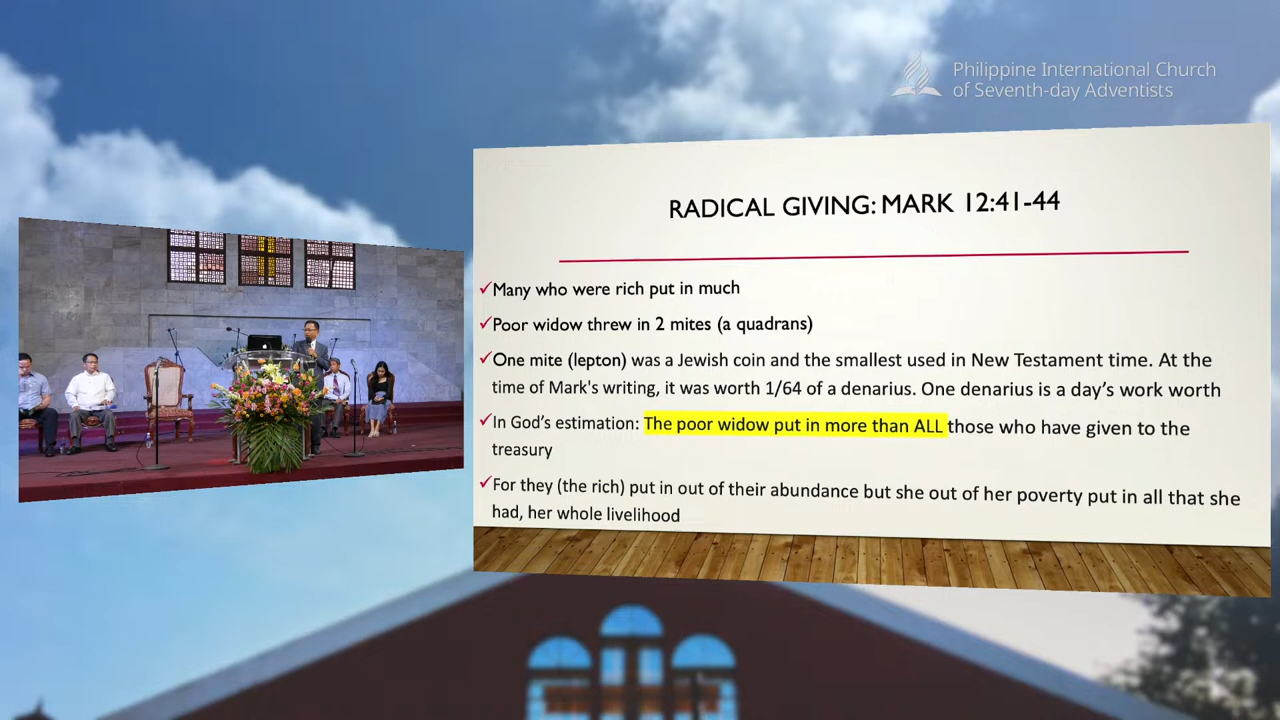 Philippine International Church
of Seventh-day Adventists
RADICAL GIVING: MARK 12:41-44
✓Many who were rich put in much
✓Poor widow threw in 2 mites (a quadrans)
✓One mite (lepton) was a Jewish coin and the smallest used in New Testament time. At the
time of Mark's writing, it was worth 1/64 of a denarius. One denarius is a day's work worth
✓In God's estimation: The poor widow put in more than ALL those who have given to the
treasury
✓For they (the rich) put in out of their abundance but she out of her poverty put in all that she
had, her whole livelihood